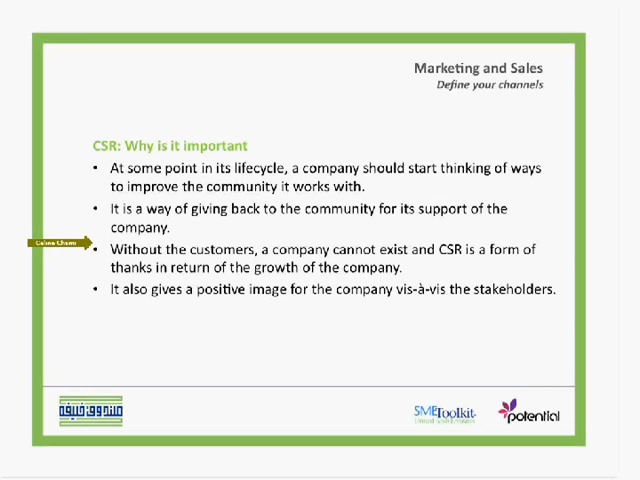 Marketing and Sales
Define your channels
CSR: Why is it important
• At some point in its lifecycle, a company should start thinking of ways
to improve the community it works with.
• It is a way of giving back to the community for its support of the
company.
• Without the customers, a company cannot exist and CSR is a form of
thanks in return of the growth of the company.
• It also gives a positive image for the company vis-à-vis the stakeholders.
صندوق خليفة
SMEToolkit
potential